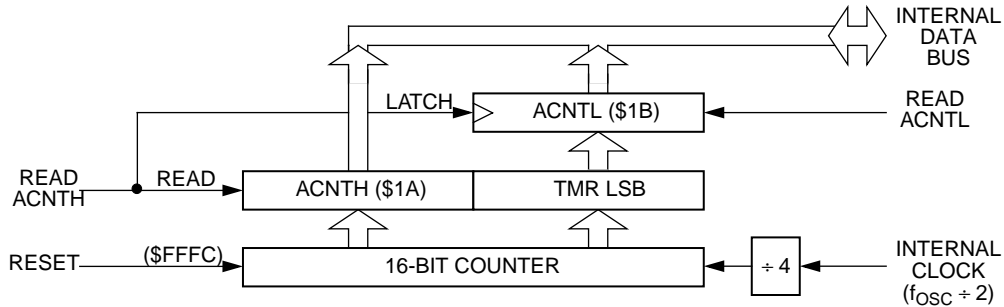 INTERNAL
DATA
BUS
LATCH
ACNTL ($1B)
READ
ACNTL
READ
ACNTH
READ
ACNTH ($1A)
TMR LSB
RESET
($FFFC)
16-BIT COUNTER
÷ 4
INTERNAL
CLOCK
(fOSC ÷ 2)